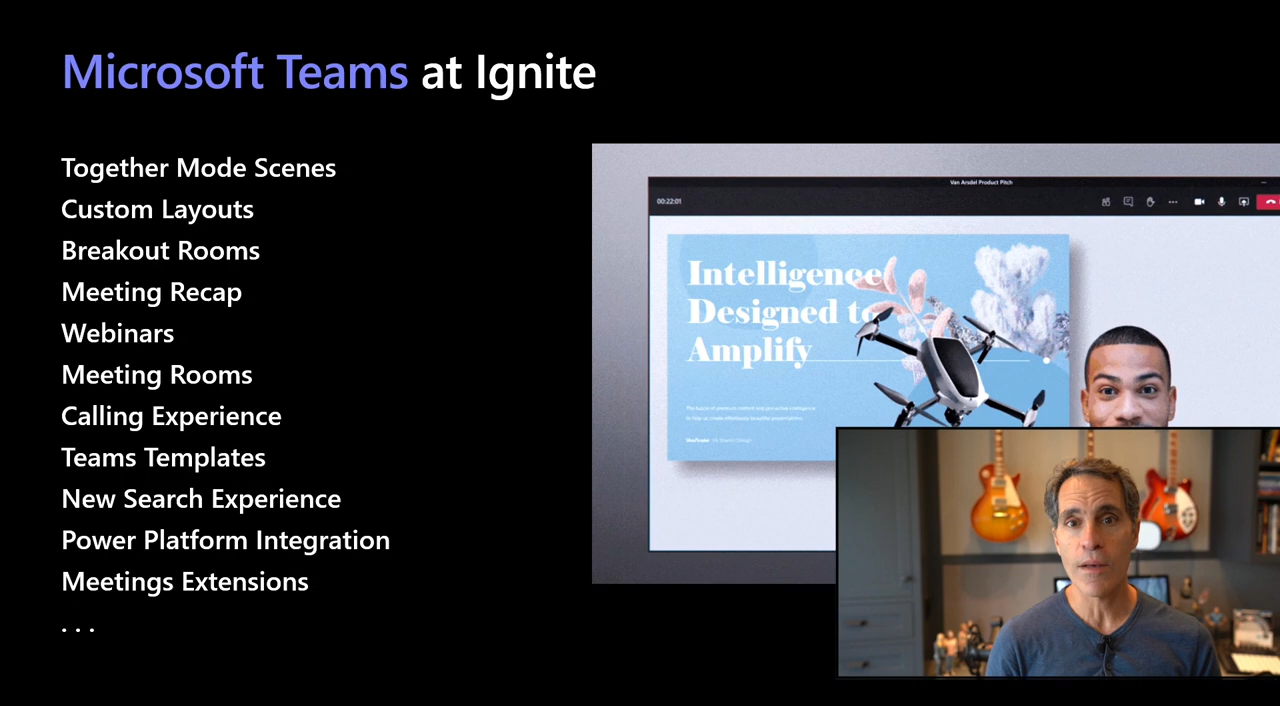 Microsoft Teams at Ignite
Together Mode Scenes
Custom Layouts
Breakout Rooms
Meeting Recap
Webinars
Meeting Rooms
Calling Experience
Teams Templates
New Search Experience
Power Platform Integration
Meetings Extensions
. . .
Van Arsdel Product Pitch
00:22:01
Intelligence
Designed to
Amplify